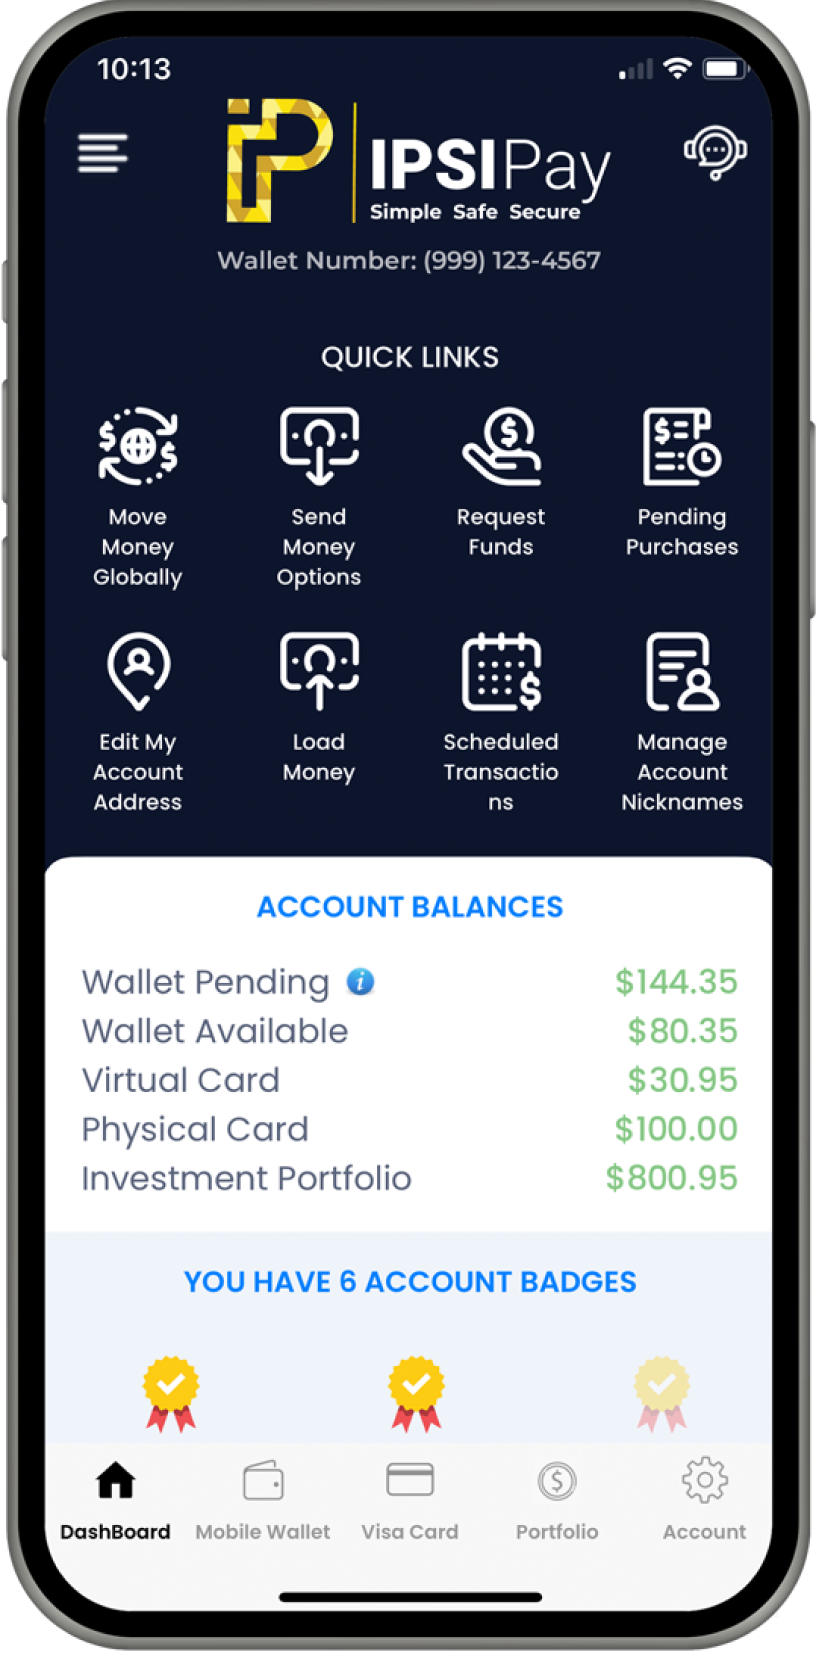 10:13
IPSIPay
Simple Safe Secure
Wallet Number: (999) 123-4567
QUICK LINKS
Move
Money
Globally
Send
Money
Options
Request
Funds
Pending
Purchases
Edit My
Account
Address
Load
Money
Scheduled
Transactio
ns
Manage
Account
Nicknames
ACCOUNT BALANCES
Wallet Pending $144.35
Wallet Available $80.35
Virtual Card $30.95
Physical Card $100.00
Investment Portfolio $800.95
YOU HAVE 6 ACCOUNT BADGES
DashBoard Mobile Wallet Visa Card Portfolio Account